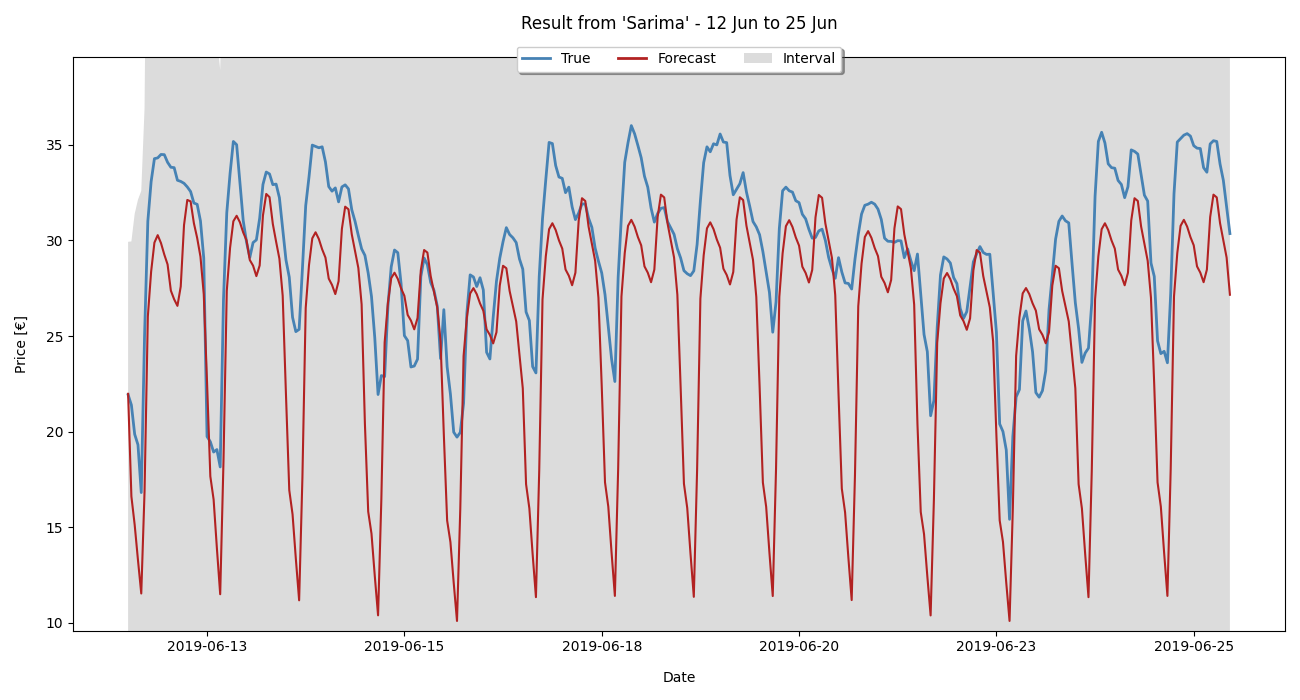 Result from 'Sarima' - 12 Jun to 25 Jun
True Forecast Interval
Price [€]
35
30
25
20
15
10
2019-06-13 2019-06-15 2019-06-18 2019-06-20 2019-06-23 2019-06-25
Date